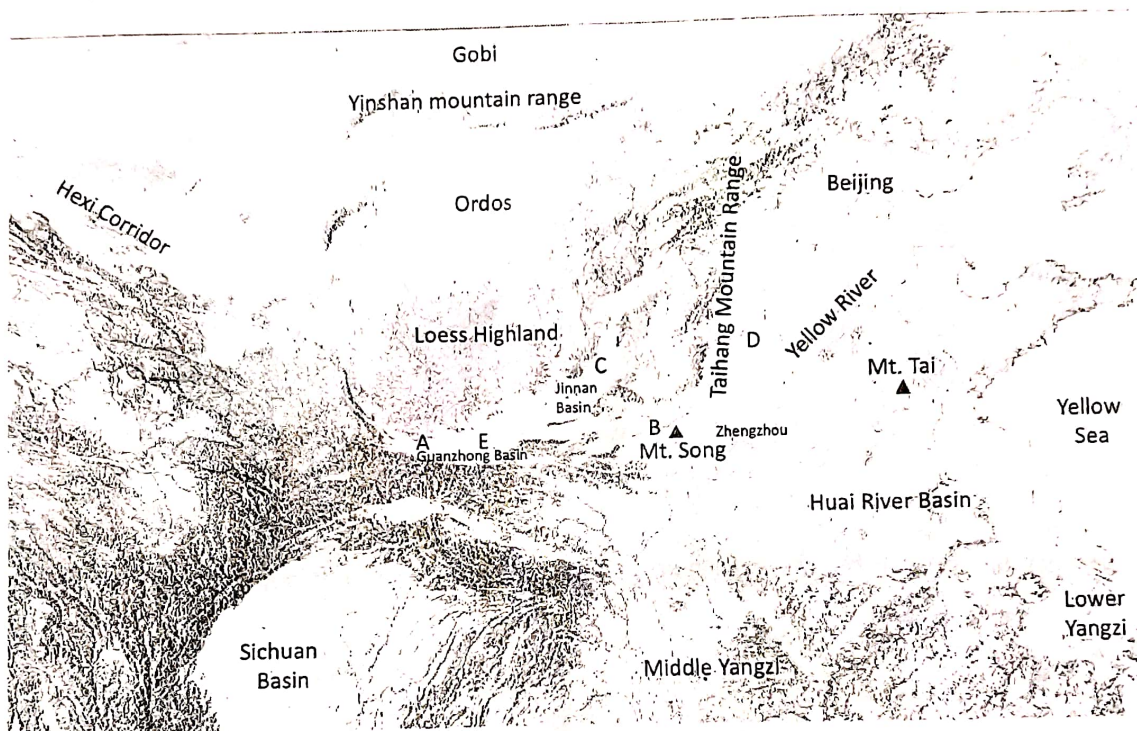 Gobi
Yinshan mountain range
Hexi Corridor
Ordos
Beijing
Taihang Mountain Range
Yellow River
Loess Highland
D
C
Mt. Tai
Jinnan
Basin
Yellow
Sea
B
Zhengzhou
Mt. Song
A
E
Guanzhong Basin
Huai River Basin
Lower
Yangzi
Sichuan
Basin
Middle Yangzi